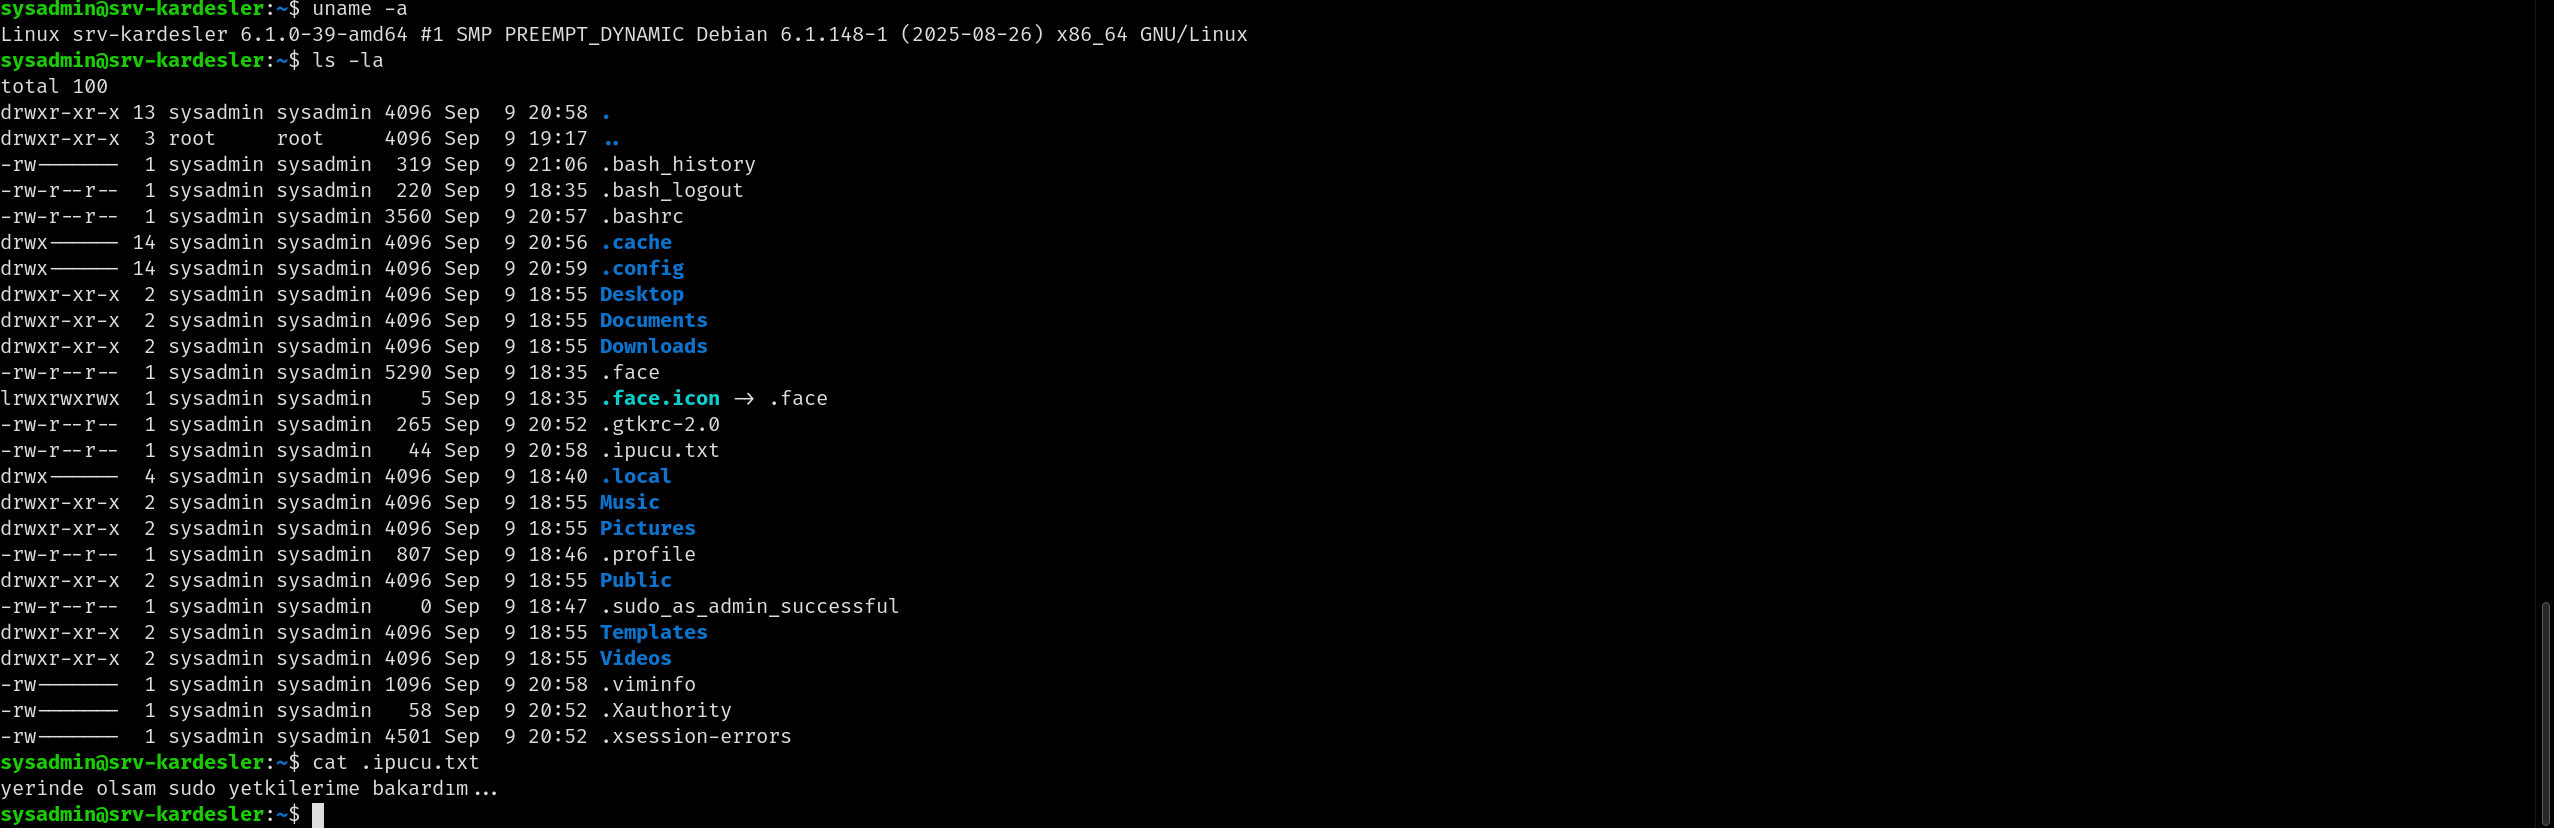 sysadmin@srv-kardesler:~$ uname -a
Linux srv-kardesler 6.1.0-39-amd64 #1 SMP PREEMPT_DYNAMIC Debian 6.1.148-1 (2025-08-26) x86_64 GNU/Linux
sysadmin@srv-kardesler:~$ ls -la
total 100
drwxr-xr-x 13 sysadmin sysadmin 4096 Sep  9 20:58 .
drwxr-xr-x  3 root     root     4096 Sep  9 19:17 ..
-rw-------  1 sysadmin sysadmin  319 Sep  9 21:06 .bash_history
-rw-r--r--  1 sysadmin sysadmin  220 Sep  9 18:35 .bash_logout
-rw-r--r--  1 sysadmin sysadmin 3560 Sep  9 20:57 .bashrc
drwx------ 14 sysadmin sysadmin 4096 Sep  9 20:56 .cache
drwx------ 14 sysadmin sysadmin 4096 Sep  9 20:59 .config
drwxr-xr-x  2 sysadmin sysadmin 4096 Sep  9 18:55 Desktop
drwxr-xr-x  2 sysadmin sysadmin 4096 Sep  9 18:55 Documents
drwxr-xr-x  2 sysadmin sysadmin 4096 Sep  9 18:55 Downloads
-rw-r--r--  1 sysadmin sysadmin 5290 Sep  9 18:35 .face
lrwxrwxrwx  1 sysadmin sysadmin    5 Sep  9 18:35 .face.icon -> .face
-rw-r--r--  1 sysadmin sysadmin  265 Sep  9 20:52 .gtkrc-2.0
-rw-r--r--  1 sysadmin sysadmin   44 Sep  9 20:58 .ipucu.txt
drwx------  4 sysadmin sysadmin 4096 Sep  9 18:40 .local
drwxr-xr-x  2 sysadmin sysadmin 4096 Sep  9 18:55 Music
drwxr-xr-x  2 sysadmin sysadmin 4096 Sep  9 18:55 Pictures
-rw-r--r--  1 sysadmin sysadmin  807 Sep  9 18:46 .profile
drwxr-xr-x  2 sysadmin sysadmin 4096 Sep  9 18:55 Public
-rw-r--r--  1 sysadmin sysadmin    0 Sep  9 18:47 .sudo_as_admin_successful
drwxr-xr-x  2 sysadmin sysadmin 4096 Sep  9 18:55 Templates
drwxr-xr-x  2 sysadmin sysadmin 4096 Sep  9 18:55 Videos
-rw-------  1 sysadmin sysadmin 1096 Sep  9 20:58 .viminfo
-rw-------  1 sysadmin sysadmin   58 Sep  9 20:52 .Xauthority
-rw-------  1 sysadmin sysadmin 4501 Sep  9 20:52 .xsession-errors
sysadmin@srv-kardesler:~$ cat .ipucu.txt
yerinde olsam sudo yetkilerime bakardım...
sysadmin@srv-kardesler:~$